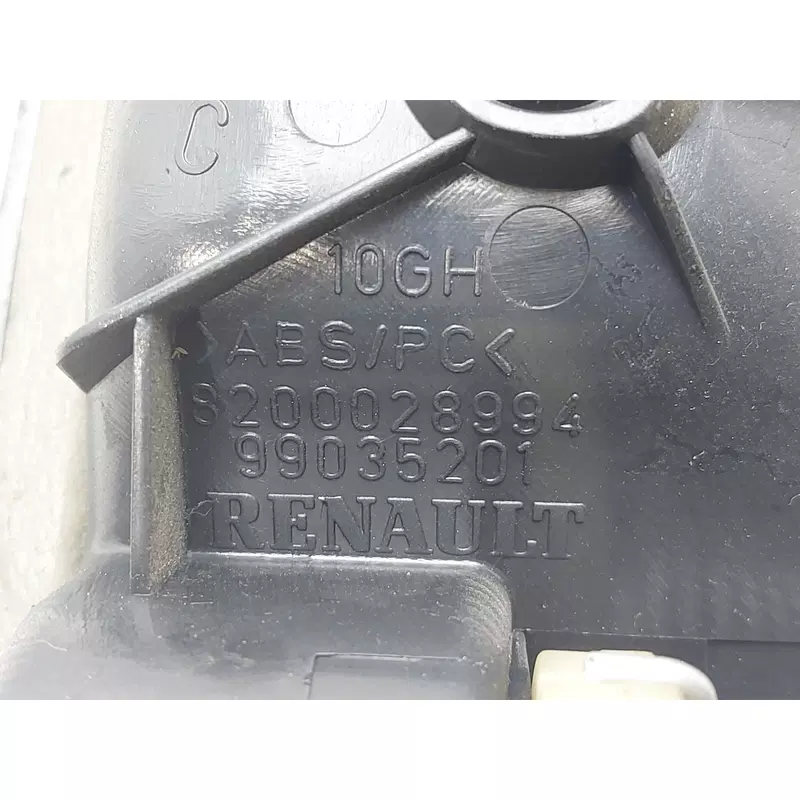 C
10GH
>ABS/PC<
8200028994
99035201
RENAULT